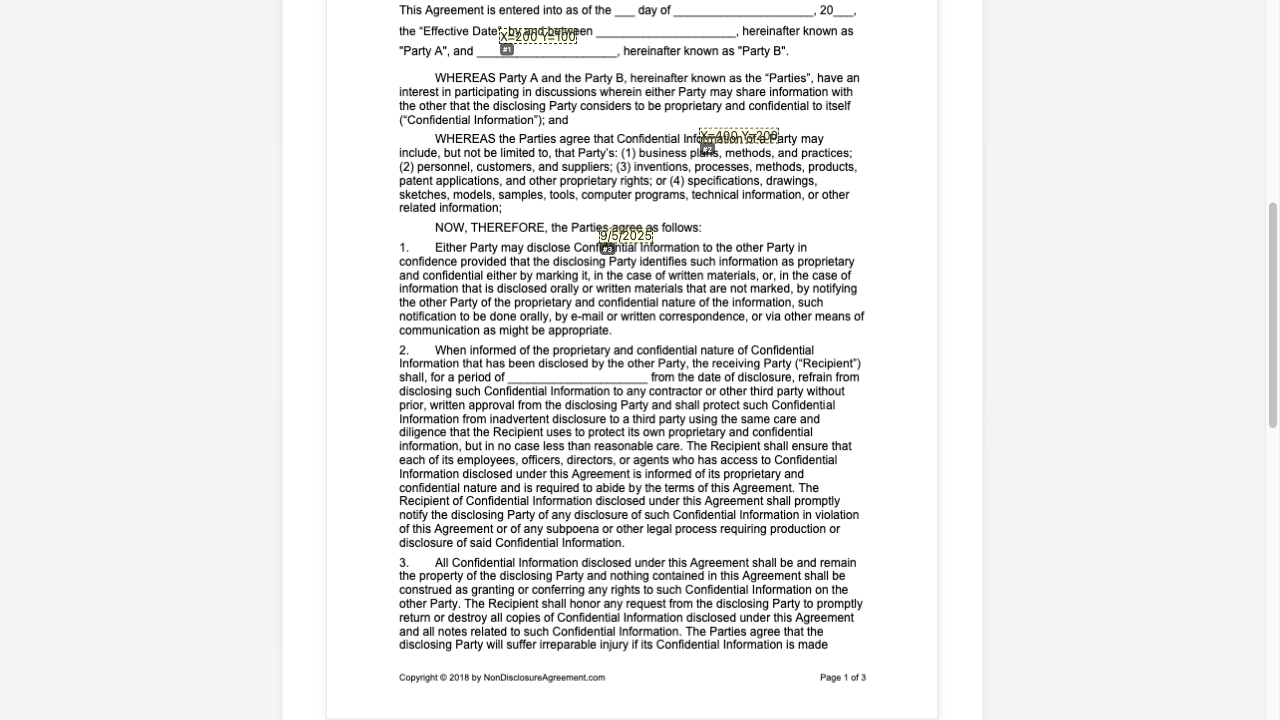 This Agreement is entered into as of the ___ day of _____________________, 20___,
the “Effective Date”, by and between _____________________, hereinafter known as
X=200 Y=100
"Party A", and _____________________, hereinafter known as "Party B".
#1
WHEREAS Party A and the Party B, hereinafter known as the “Parties”, have an
interest in participating in discussions wherein either Party may share information with
the other that the disclosing Party considers to be proprietary and confidential to itself
(“Confidential Information”); and
WHEREAS the Parties agree that Confidential Information of a Party may
X=400 Y=200
include, but not be limited to, that Party’s: (1) business plans, methods, and practices;
#2
(2) personnel, customers, and suppliers; (3) inventions, processes, methods, products,
patent applications, and other proprietary rights; or (4) specifications, drawings,
sketches, models, samples, tools, computer programs, technical information, or other
related information;
NOW, THEREFORE, the Parties agree as follows:
9/5/2025
1. Either Party may disclose Confidential Information to the other Party in
#3
confidence provided that the disclosing Party identifies such information as proprietary
and confidential either by marking it, in the case of written materials, or, in the case of
information that is disclosed orally or written materials that are not marked, by notifying
the other Party of the proprietary and confidential nature of the information, such
notification to be done orally, by e-mail or written correspondence, or via other means of
communication as might be appropriate.
2. When informed of the proprietary and confidential nature of Confidential
Information that has been disclosed by the other Party, the receiving Party (“Recipient”)
shall, for a period of _____________________ from the date of disclosure, refrain from
disclosing such Confidential Information to any contractor or other third party without
prior, written approval from the disclosing Party and shall protect such Confidential
Information from inadvertent disclosure to a third party using the same care and
diligence that the Recipient uses to protect its own proprietary and confidential
information, but in no case less than reasonable care. The Recipient shall ensure that
each of its employees, officers, directors, or agents who has access to Confidential
Information disclosed under this Agreement is informed of its proprietary and
confidential nature and is required to abide by the terms of this Agreement. The
Recipient of Confidential Information disclosed under this Agreement shall promptly
notify the disclosing Party of any disclosure of such Confidential Information in violation
of this Agreement or of any subpoena or other legal process requiring production or
disclosure of said Confidential Information.
3. All Confidential Information disclosed under this Agreement shall be and remain
the property of the disclosing Party and nothing contained in this Agreement shall be
construed as granting or conferring any rights to such Confidential Information on the
other Party. The Recipient shall honor any request from the disclosing Party to promptly
return or destroy all copies of Confidential Information disclosed under this Agreement
and all notes related to such Confidential Information. The Parties agree that the
disclosing Party will suffer irreparable injury if its Confidential Information is made
Copyright © 2018 by NonDisclosureAgreement.com Page 1 of 3